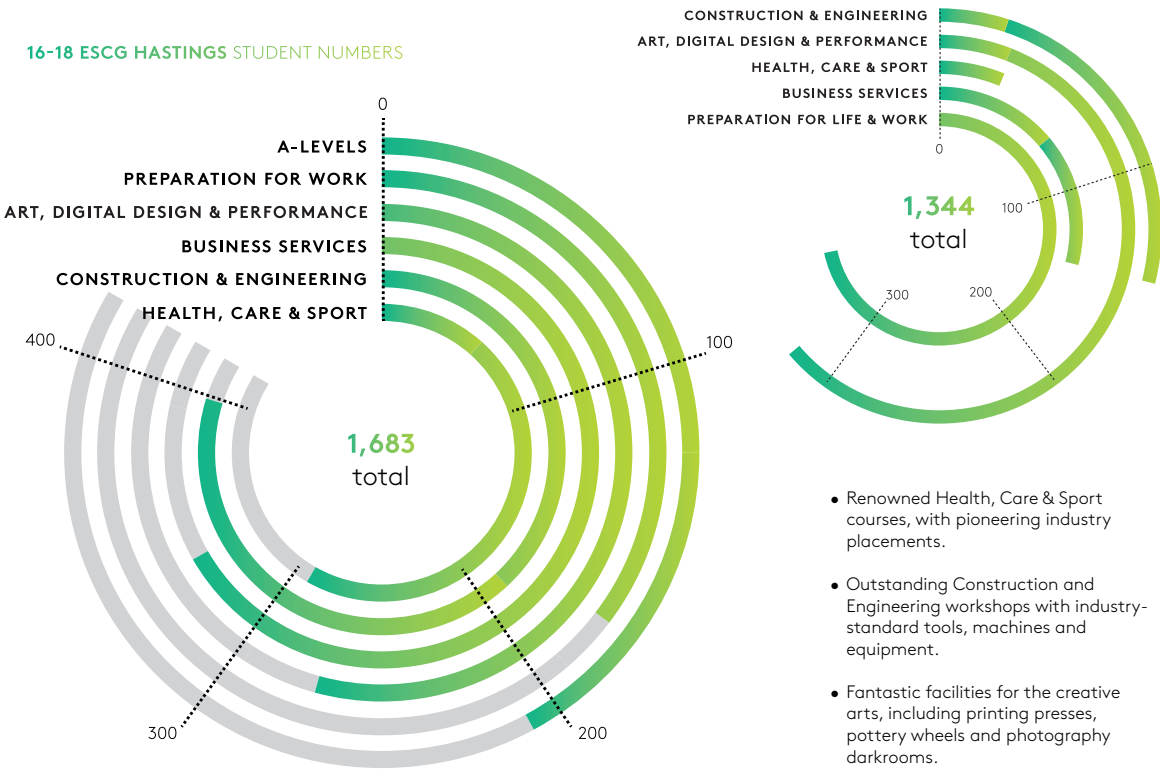 16-18 ESCG HASTINGS STUDENT NUMBERS
0
A-LEVELS
PREPARATION FOR WORK
ART, DIGITAL DESIGN & PERFORMANCE
BUSINESS SERVICES
CONSTRUCTION & ENGINEERING
HEALTH, CARE & SPORT
400
100
1,683
total
300
200
CONSTRUCTION & ENGINEERING
ART, DIGITAL DESIGN & PERFORMANCE
HEALTH, CARE & SPORT
BUSINESS SERVICES
PREPARATION FOR LIFE & WORK
0
1,344
total
100
300
200
• Renowned Health, Care & Sport
courses, with pioneering industry
placements.
• Outstanding Construction and
Engineering workshops with industry-
standard tools, machines and
equipment.
• Fantastic facilities for the creative
arts, including printing presses,
pottery wheels and photography
darkrooms.